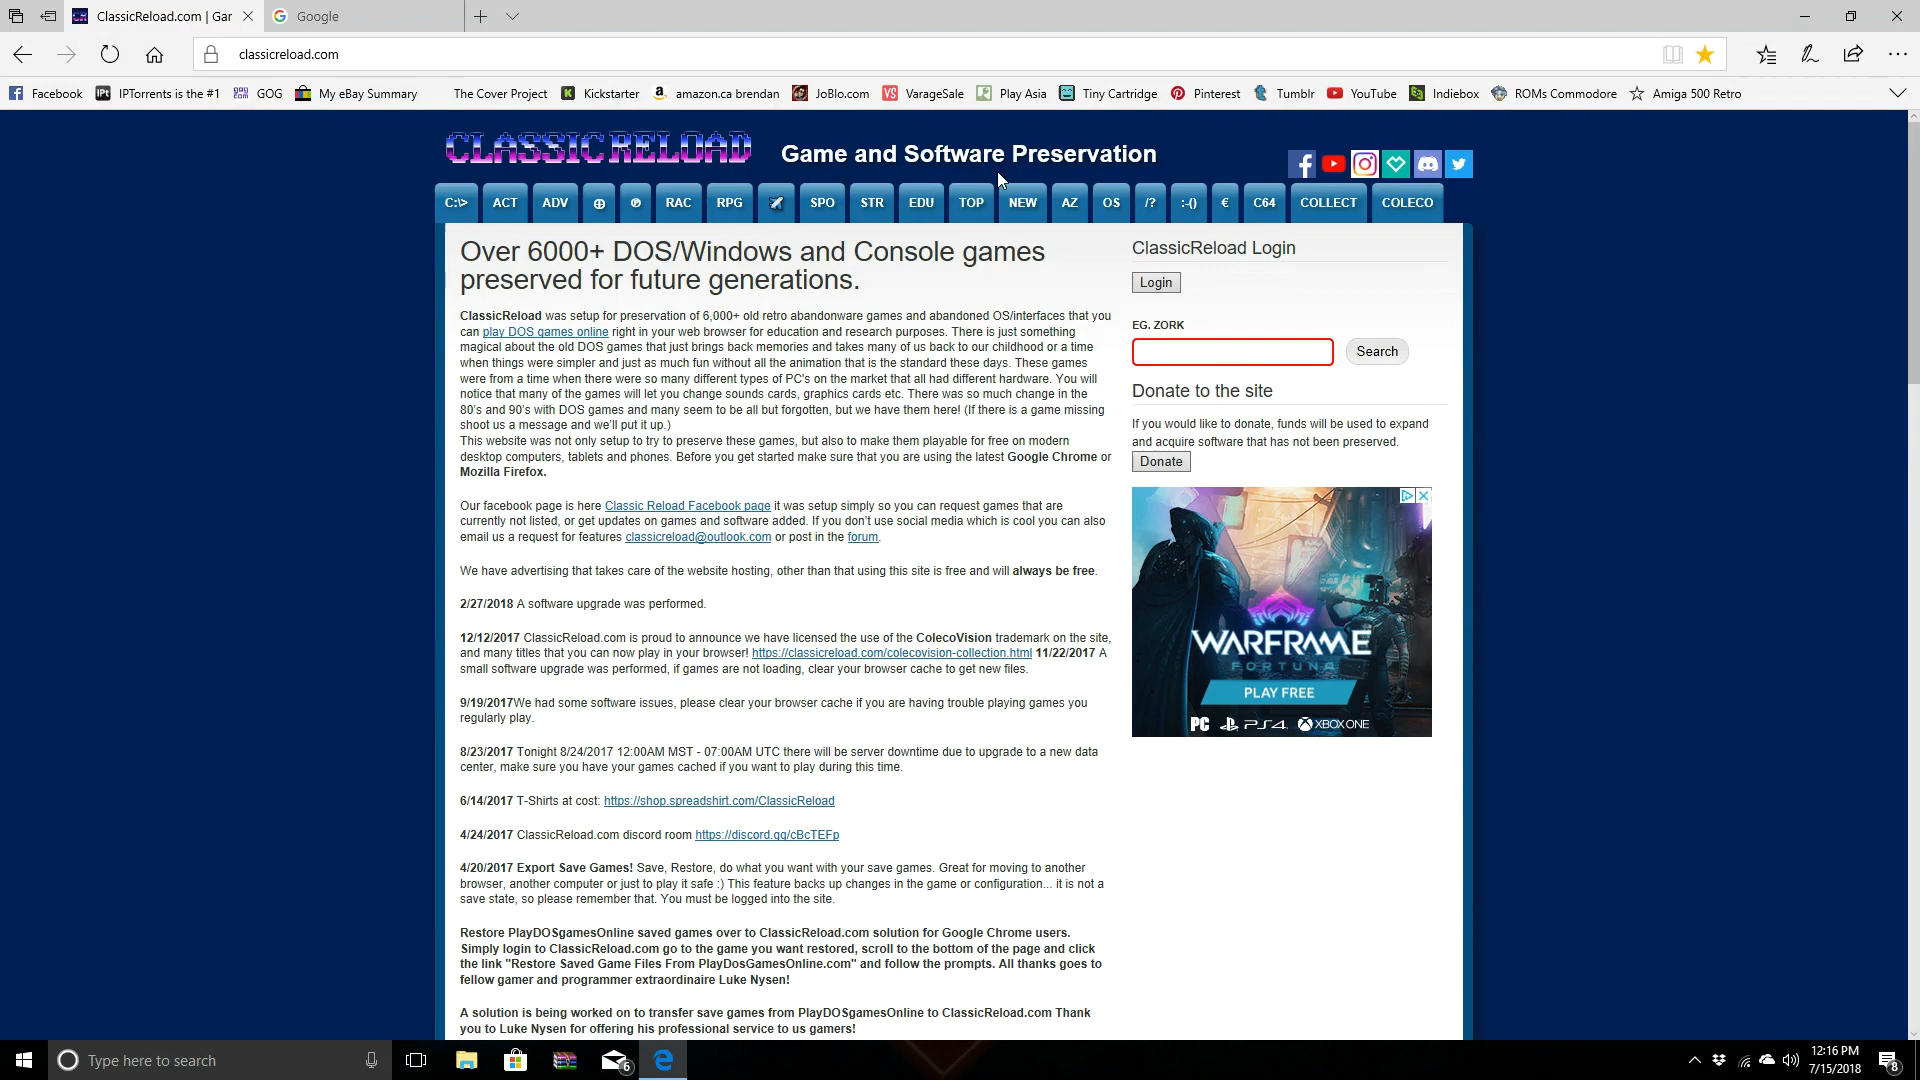 ClassicReload.com | Gar
Google
classicreload.com
Facebook
IPTorrents is the #1
GOG
My eBay Summary
The Cover Project
Kickstarter
amazon.ca brendan
JoBlo.com
VarageSale
Play Asia
Tiny Cartridge
Pinterest
Tumblr
YouTube
Indiebox
ROMs Commodore
Amiga 500 Retro
CLASSIC RELOAD
Game and Software Preservation
C:\> ACT ADV RAC RPG SPO STR EDU TOP NEW AZ OS /? :-() € C64 COLLECT COLECO
Over 6000+ DOS/Windows and Console games
preserved for future generations.
ClassicReload was setup for preservation of 6,000+ old retro abandonware games and abandoned OS/interfaces that you
can play DOS games online right in your web browser for education and research purposes. There is just something
magical about the old DOS games that just brings back memories and takes many of us back to our childhood or a time
when things were simpler and just as much fun without all the animation that is the standard these days. These games
were from a time when there were so many different types of PC's on the market that all had different hardware. You will
notice that many of the games will let you change sounds cards, graphics cards etc. There was so much change in the
80's and 90's with DOS games and many seem to be all but forgotten, but we have them here! (If there is a game missing
shoot us a message and we'll put it up.)
This website was not only setup to try to preserve these games, but also to make them playable for free on modern
desktop computers, tablets and phones. Before you get started make sure that you are using the latest Google Chrome or
Mozilla Firefox.
Our facebook page is here Classic Reload Facebook page it was setup simply so you can request games that are
currently not listed, or get updates on games and software added. If you don't use social media which is cool you can also
email us a request for features classicreload@outlook.com or post in the forum.
We have advertising that takes care of the website hosting, other than that using this site is free and will always be free.
2/27/2018 A software upgrade was performed.
12/12/2017 ClassicReload.com is proud to announce we have licensed the use of the ColecoVision trademark on the site,
and many titles that you can now play in your browser! https://classicreload.com/colecovision-collection.html 11/22/2017 A
small software upgrade was performed, if games are not loading, clear your browser cache to get new files.
9/19/2017We had some software issues, please clear your browser cache if you are having trouble playing games you
regularly play.
8/23/2017 Tonight 8/24/2017 12:00AM MST - 07:00AM UTC there will be server downtime due to upgrade to a new data
center, make sure you have your games cached if you want to play during this time.
6/14/2017 T-Shirts at cost: https://shop.spreadshirt.com/ClassicReload
4/24/2017 ClassicReload.com discord room https://discord.gg/cBcTEFp
4/20/2017 Export Save Games! Save, Restore, do what you want with your save games. Great for moving to another
browser, another computer or just to play it safe :) This feature backs up changes in the game or configuration... it is not a
save state, so please remember that. You must be logged into the site.
Restore PlayDOSgamesOnline saved games over to ClassicReload.com solution for Google Chrome users.
Simply login to ClassicReload.com go to the game you want restored, scroll to the bottom of the page and click
the link "Restore Saved Game Files From PlayDosGamesOnline.com" and follow the prompts. All thanks goes to
fellow gamer and programmer extraordinaire Luke Nysen!
A solution is being worked on to transfer save games from PlayDOSgamesOnline to ClassicReload.com Thank
you to Luke Nysen for offering his professional service to us gamers!
ClassicReload Login
Login
EG. ZORK
Search
Donate to the site
If you would like to donate, funds will be used to expand
and acquire software that has not been preserved.
Donate
WARFRAME
FORTUNA
PLAY FREE
PC PS4 XBOX ONE
Type here to search
6
12:16 PM
7/15/2018
8